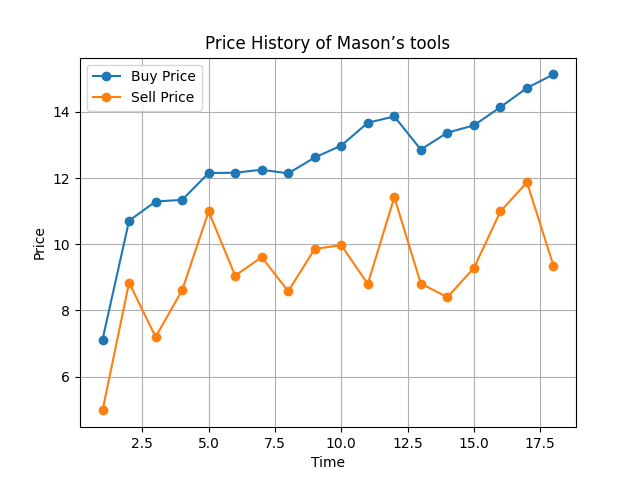 Price History of Mason’s tools
Buy Price
Sell Price
14
12
10
8
6
Price
2.5 5.0 7.5 10.0 12.5 15.0 17.5
Time